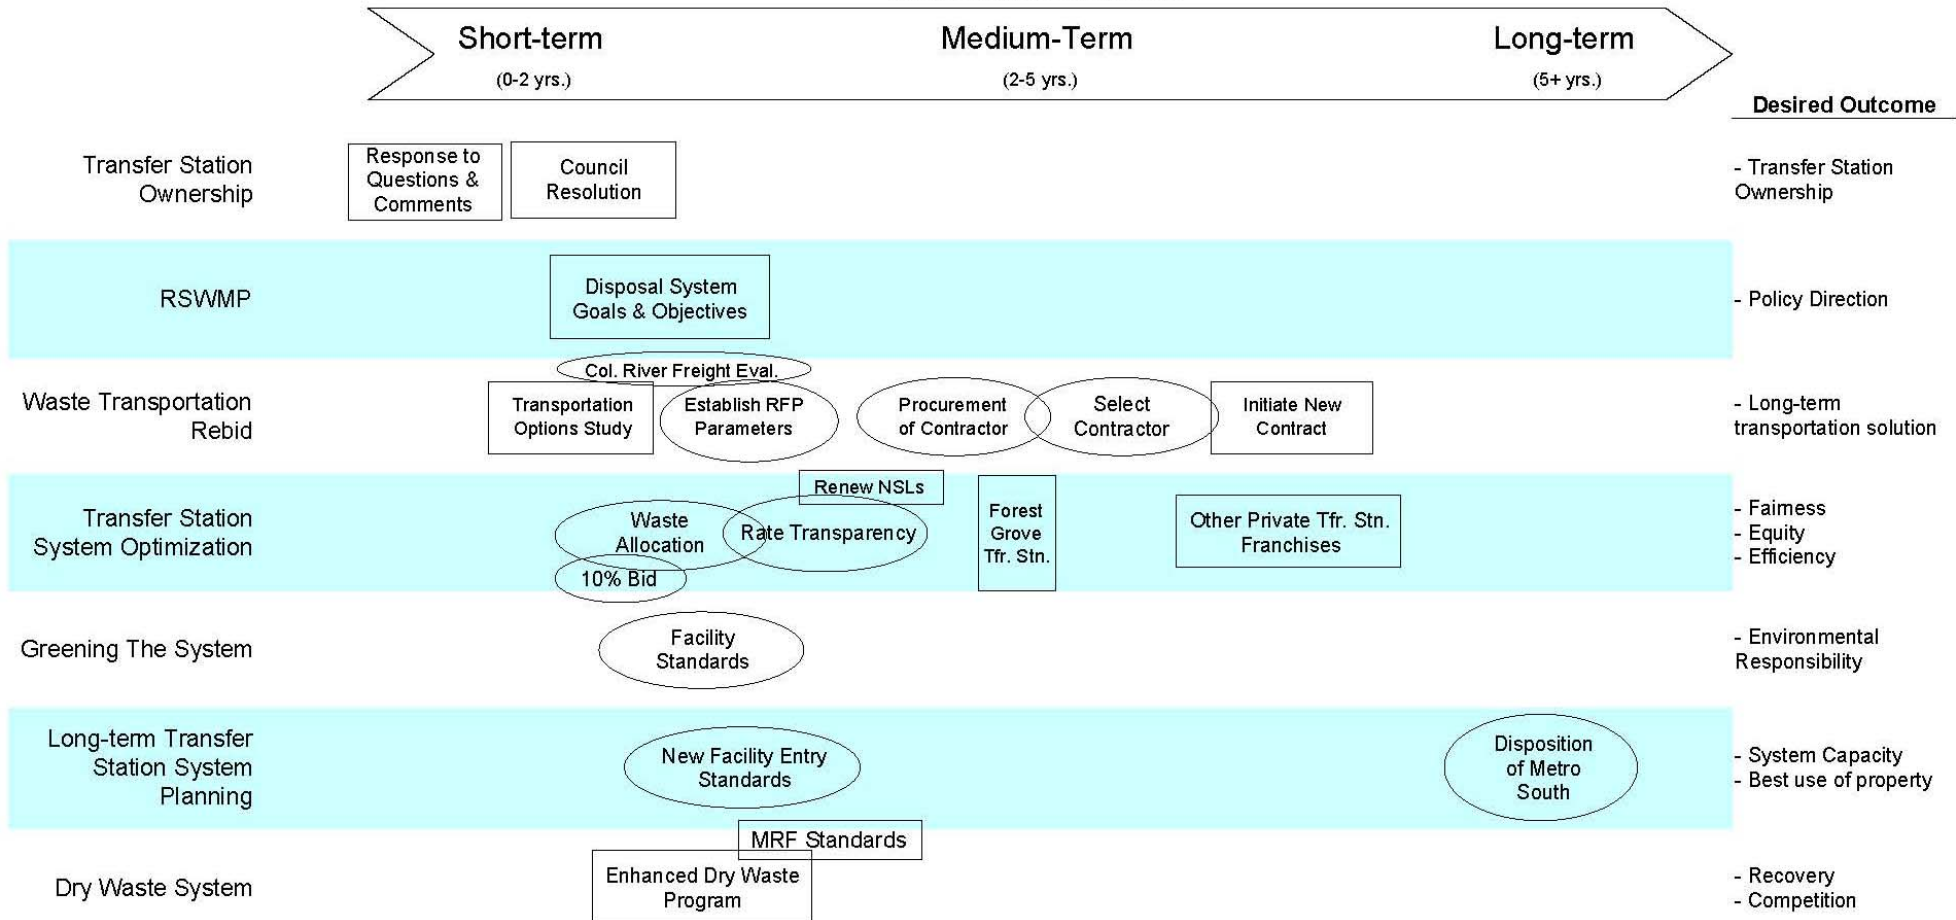 Short-term
(0-2 yrs.)
Medium-Term
(2-5 yrs.)
Long-term
(5+ yrs.)
Desired Outcome
Transfer Station
Ownership
Response to
Questions &
Comments
Council
Resolution
- Transfer Station
Ownership
RSWMP
Disposal System
Goals & Objectives
- Policy Direction
Waste Transportation
Rebid
Col. River Freight Eval.
Transportation
Options Study
Establish RFP
Parameters
Procurement
of Contractor
Select
Contractor
Initiate New
Contract
- Long-term
transportation solution
Transfer Station
System Optimization
Waste
Allocation
10% Bid
Rate Transparency
Renew NSLs
Forest
Grove
Tfr. Stn.
Other Private Tfr. Stn.
Franchises
- Fairness
- Equity
- Efficiency
Greening The System
Facility
Standards
- Environmental
Responsibility
Long-term Transfer
Station System
Planning
New Facility Entry
Standards
Disposition
of Metro
South
- System Capacity
- Best use of property
Dry Waste System
MRF Standards
Enhanced Dry Waste
Program
- Recovery
- Competition